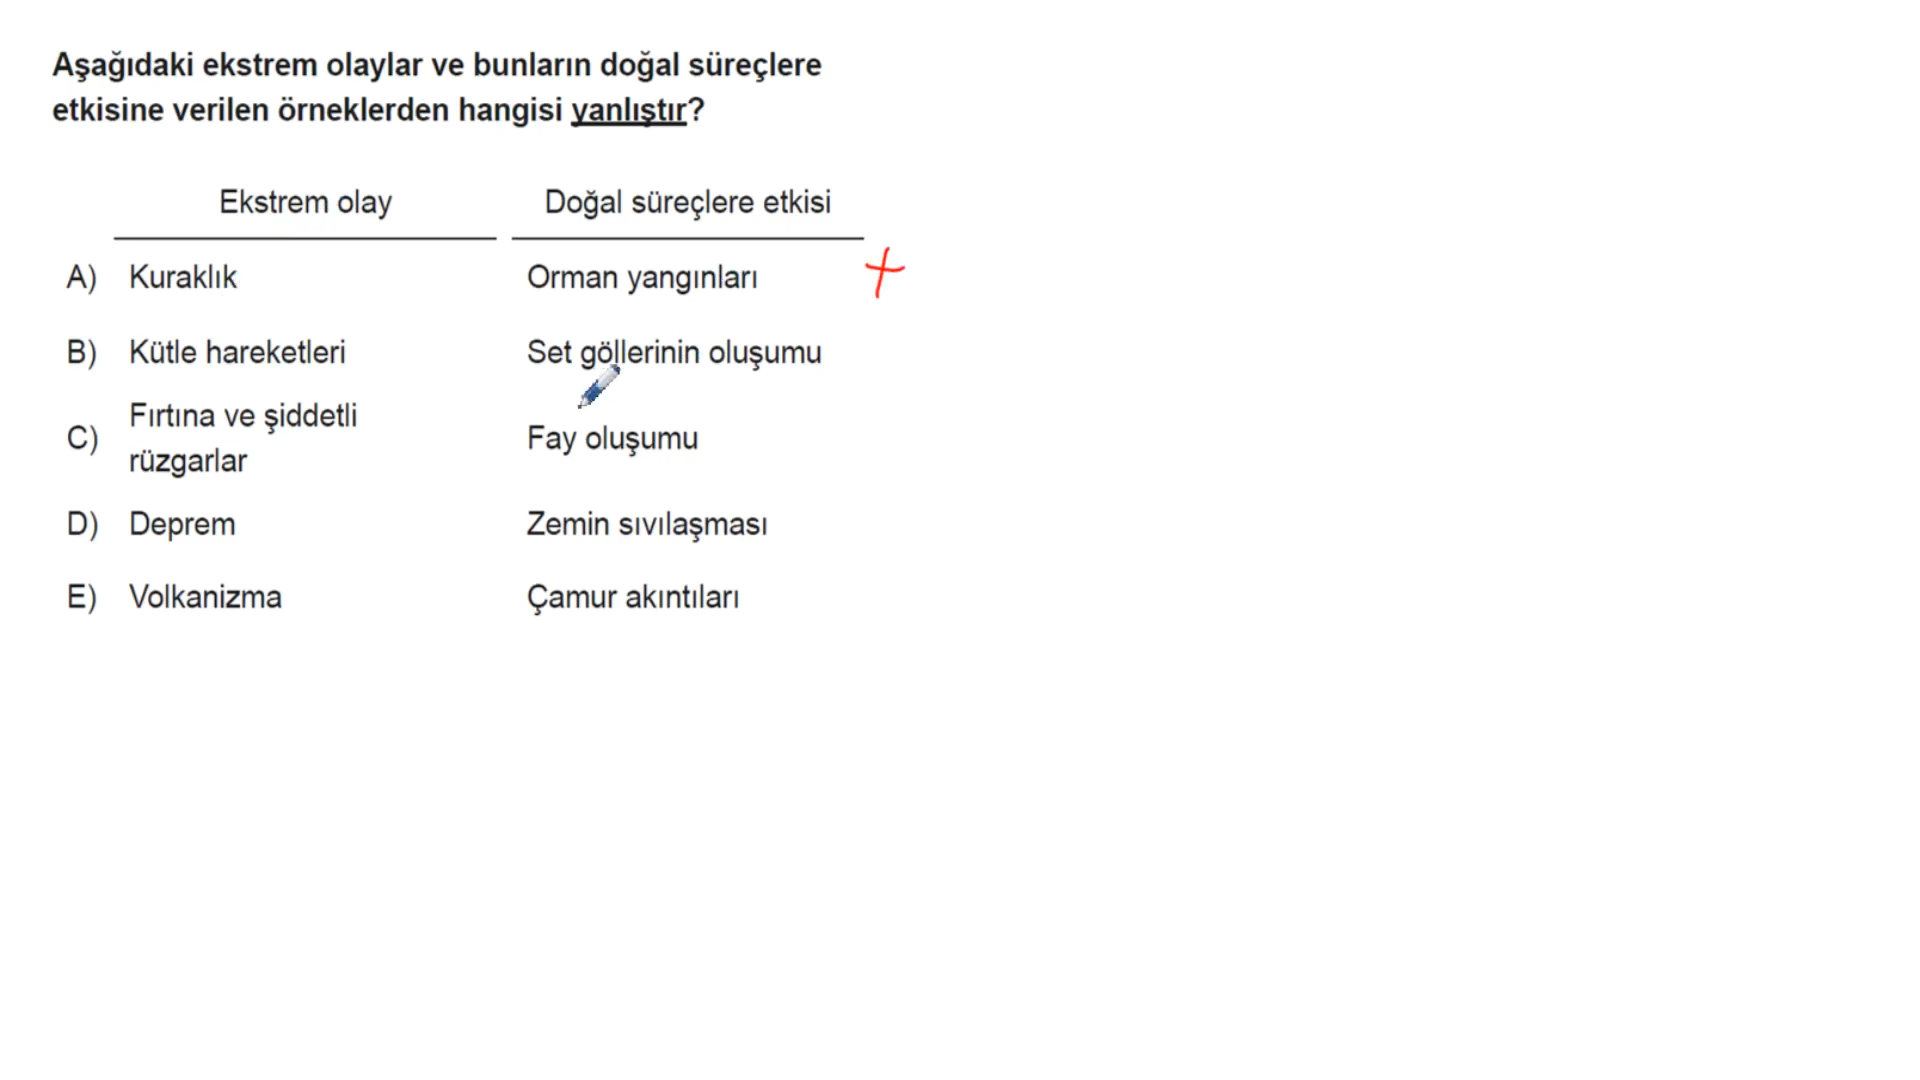 Aşağıdaki ekstrem olaylar ve bunların doğal süreçlere
etkisine verilen örneklerden hangisi yanlıştır?
Ekstrem olay Doğal süreçlere etkisi
A) Kuraklık Orman yangınları +
B) Kütle hareketleri Set göllerinin oluşumu
C) Fırtına ve şiddetli rüzgarlar Fay oluşumu
D) Deprem Zemin sıvılaşması
E) Volkanizma Çamur akıntıları